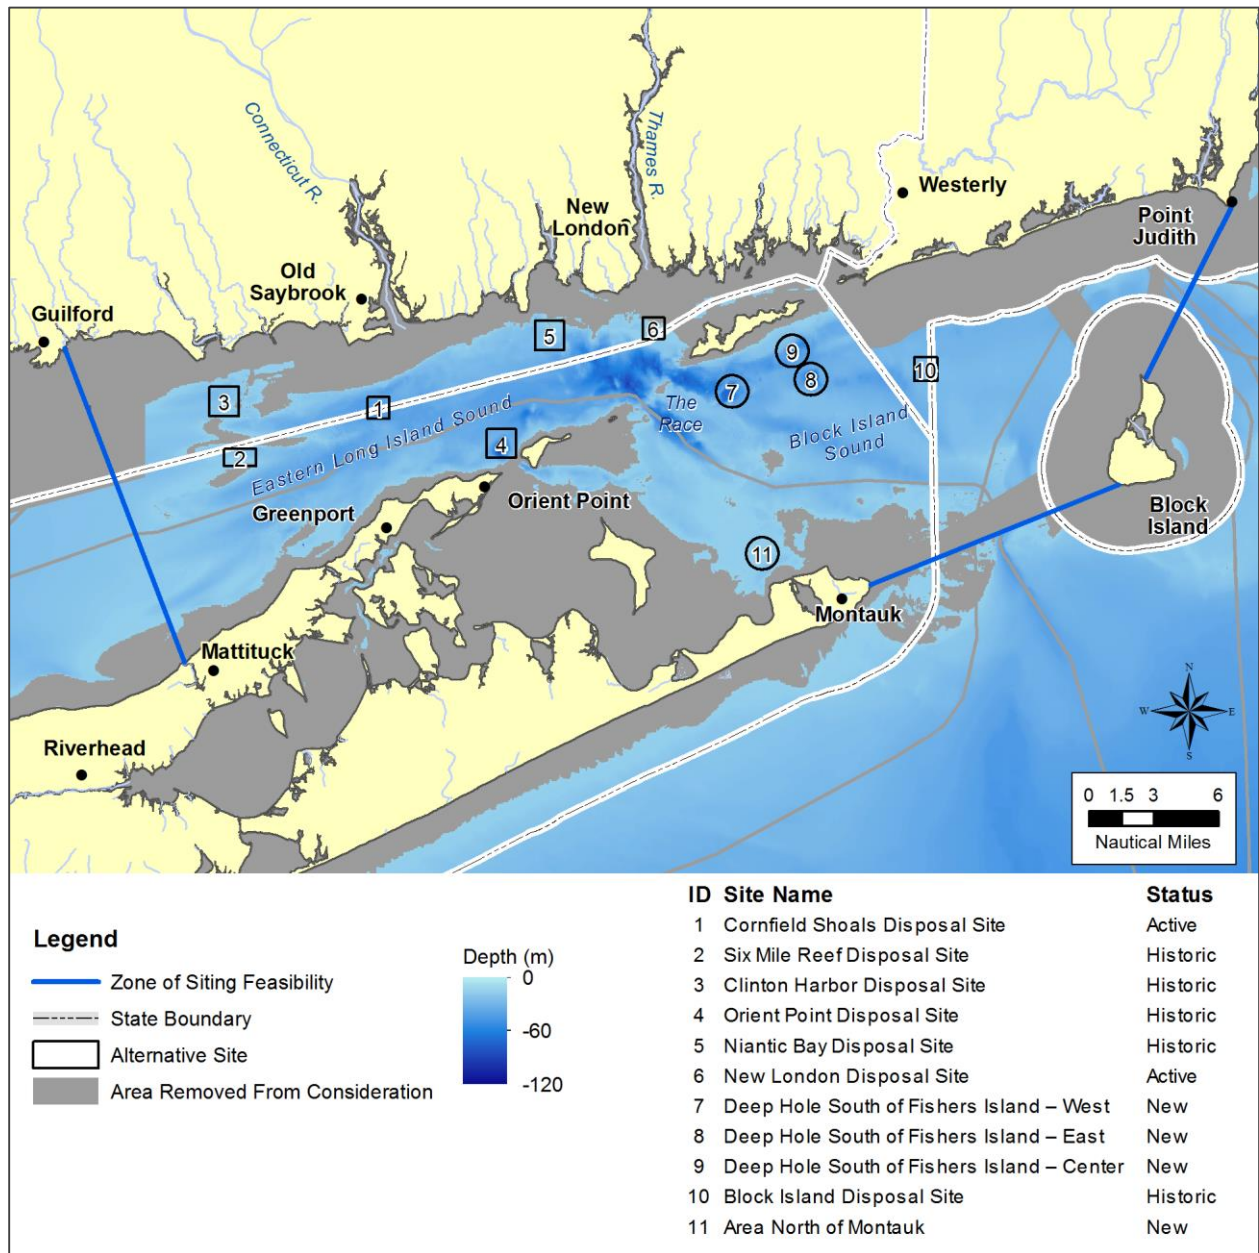 Connecticut R.
Thames R.
Westerly
New
London
Point
Judith
Old
Saybrook
Guilford
5
6
9
8
10
7
3
1
The
Race
2
4
Eastern Long Island Sound
Block Island
Sound
Orient Point
Greenport
Block
Island
11
Montauk
Mattituck
N
W
E
S
Riverhead
0 1.5 3 6
Nautical Miles
Legend
Zone of Siting Feasibility
State Boundary
Alternative Site
Area Removed From Consideration
Depth (m)
0
-60
-120
ID Site Name Status
1 Cornfield Shoals Disposal Site Active
2 Six Mile Reef Disposal Site Historic
3 Clinton Harbor Disposal Site Historic
4 Orient Point Disposal Site Historic
5 Niantic Bay Disposal Site Historic
6 New London Disposal Site Active
7 Deep Hole South of Fishers Island – West New
8 Deep Hole South of Fishers Island – East New
9 Deep Hole South of Fishers Island – Center New
10 Block Island Disposal Site Historic
11 Area North of Montauk New